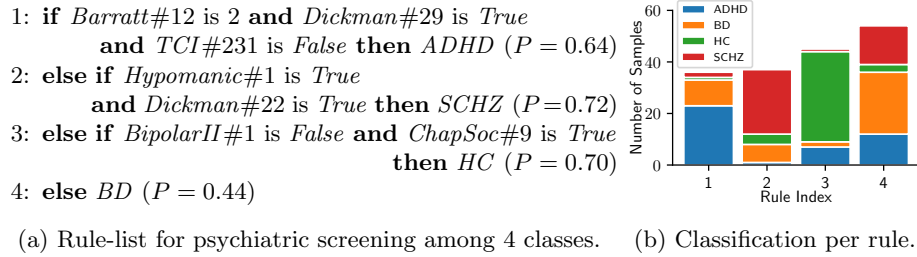 1: if Barratt#12 is 2 and Dickman#29 is True
and TCI#231 is False then ADHD (P = 0.64)
2: else if Hypomanic#1 is True
and Dickman#22 is True then SCHZ (P = 0.72)
3: else if BipolarII#1 is False and ChapSoc#9 is True
then HC (P = 0.70)
4: else BD (P = 0.44)
(a) Rule-list for psychiatric screening among 4 classes.
Number of Samples
60
40
20
0
ADHD
BD
HC
SCHZ
1 2 3 4
Rule Index
(b) Classification per rule.